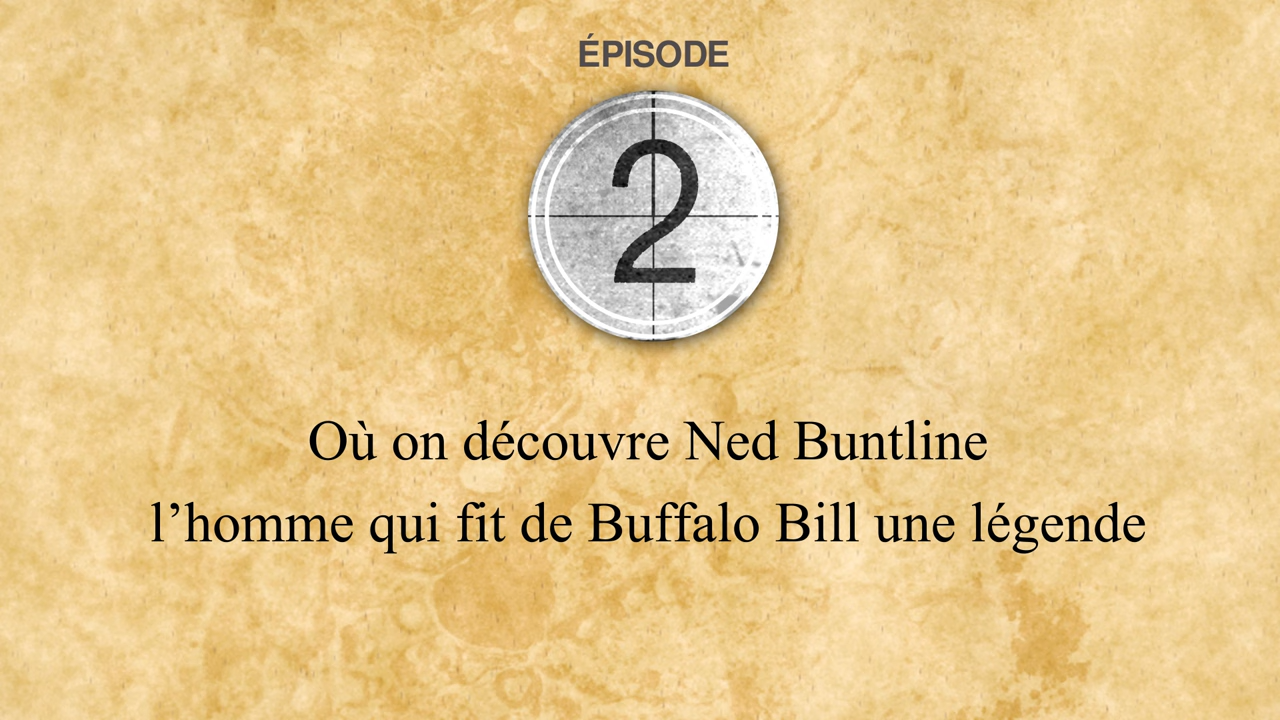 ÉPISODE
2
Où on découvre Ned Buntline
l’homme qui fit de Buffalo Bill une légende